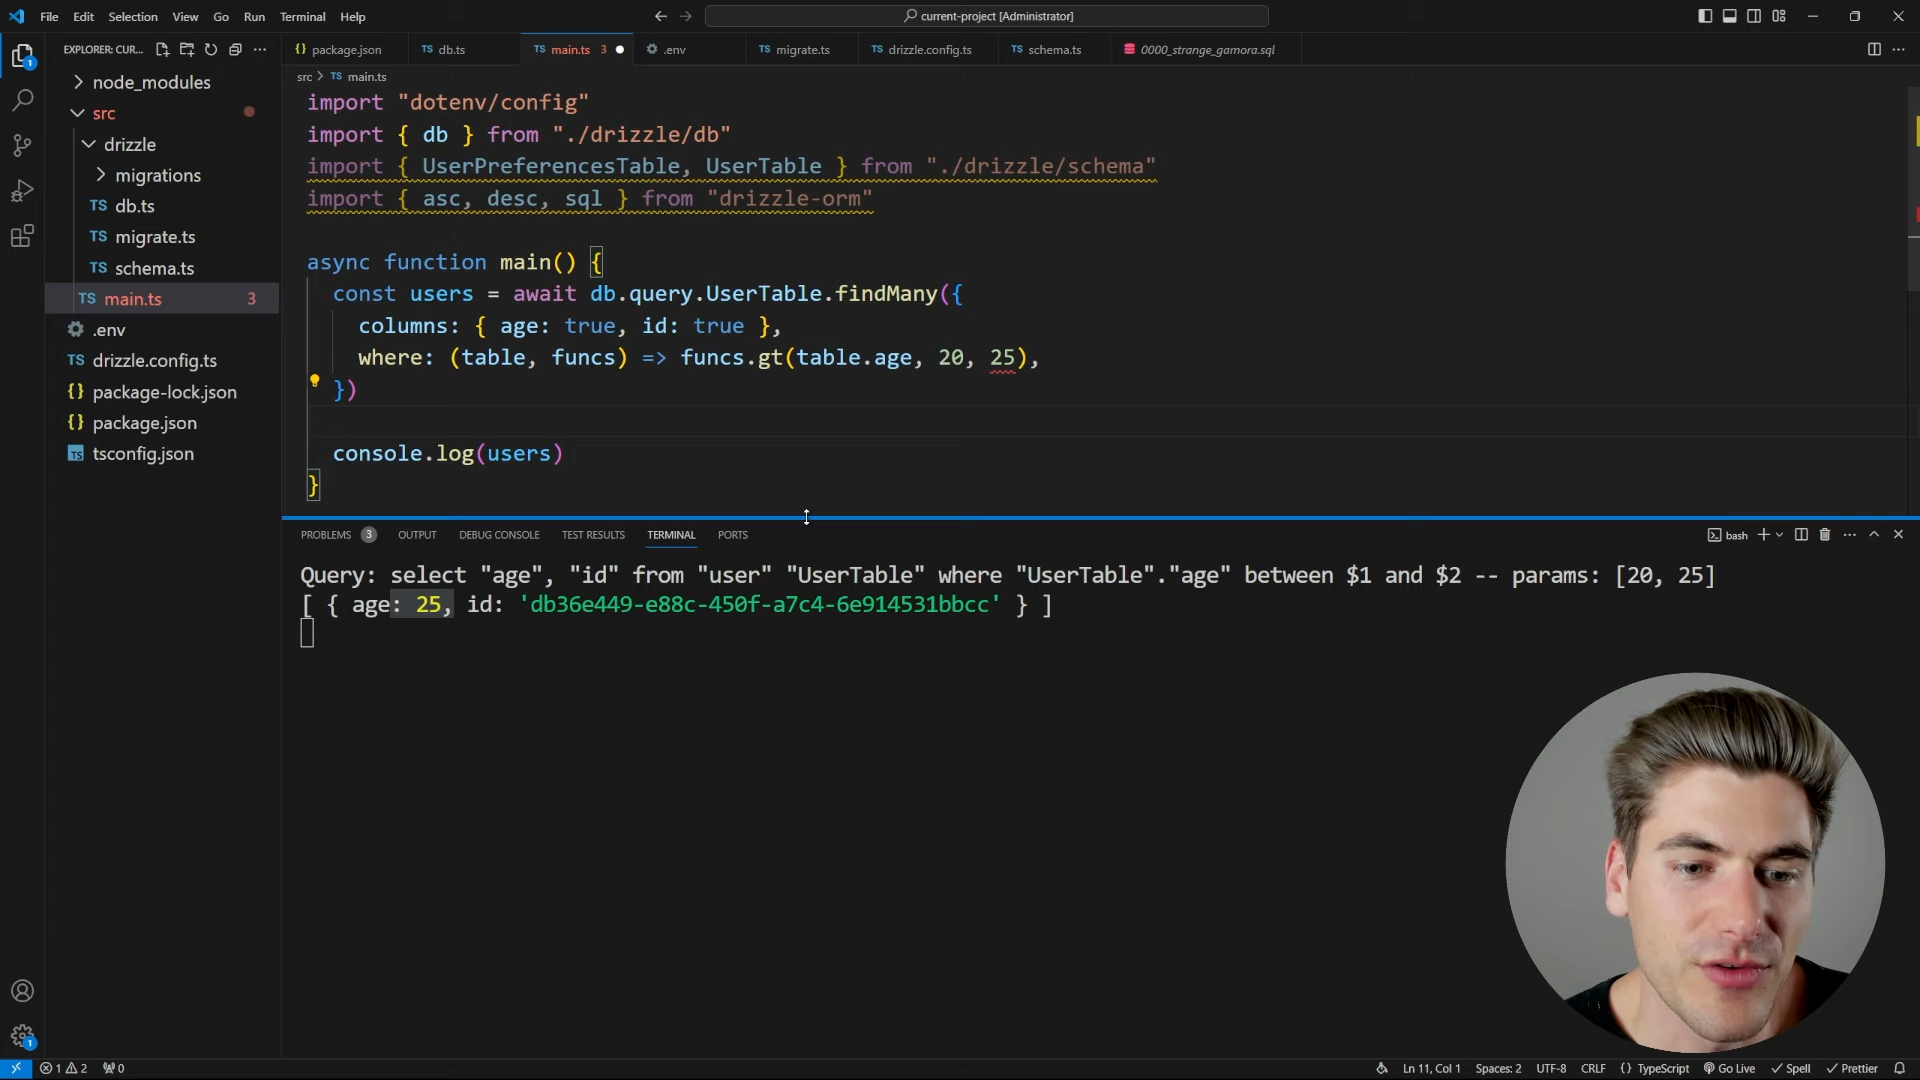 File Edit Selection View Go Run Terminal Help
current-project [Administrator]
EXPLORER: CUR...
package.json
TS db.ts
TS main.ts 3
.env
TS migrate.ts
TS drizzle.config.ts
TS schema.ts
0000_strange_gamora.sql
src > TS main.ts
1
node_modules
src
drizzle
migrations
TS db.ts
TS migrate.ts
TS schema.ts
TS main.ts 3
.env
TS drizzle.config.ts
{} package-lock.json
{} package.json
TS tsconfig.json
import "dotenv/config"
import { db } from "./drizzle/db"
import { UserPreferencesTable, UserTable } from "./drizzle/schema"
import { asc, desc, sql } from "drizzle-orm"
async function main() {
const users = await db.query.UserTable.findMany({
columns: { age: true, id: true },
where: (table, funcs) => funcs.gt(table.age, 20, 25),
})
console.log(users)
}
PROBLEMS 3 OUTPUT DEBUG CONSOLE TEST RESULTS TERMINAL PORTS
bash
Query: select "age", "id" from "user" "UserTable" where "UserTable"."age" between $1 and $2 -- params: [20, 25]
[ { age: 25, id: 'db36e449-e88c-450f-a7c4-6e914531bbcc' } ]
1
1 2 0
Ln 11, Col 1 Spaces: 2 UTF-8 CRLF {} TypeScript Go Live Spell Prettier